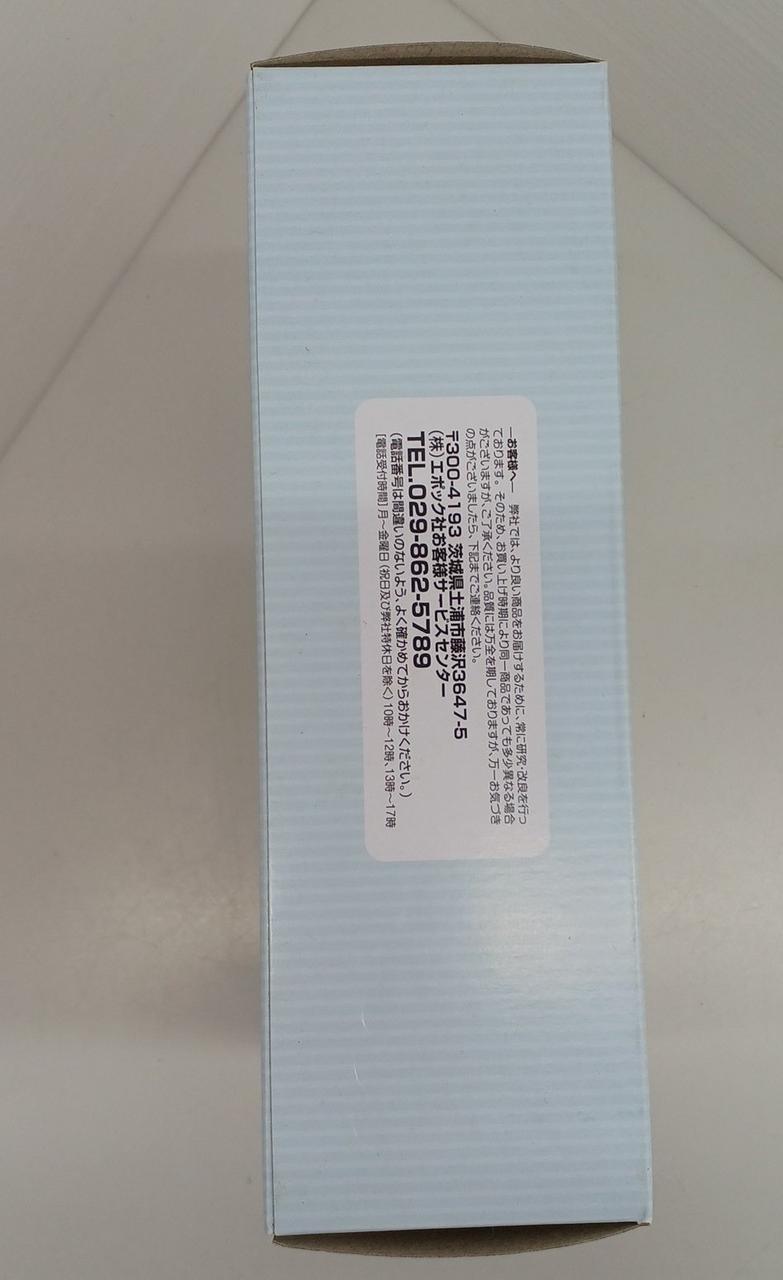 ―お客様へ― 弊社では、より良い商品をお届けするために、常に研究・改良を行っ
ております。そのため、お買い上げ時期により同一商品であっても多少異なる場合
がございますが、ご了承ください。品質には万全を期しておりますが、万一お気づき
の点がございましたら、下記までご連絡ください。
〒300-4193 茨城県土浦市藤沢3647-5
(株)エポック社お客様サービスセンター
TEL.029-862-5789
(電話番号は間違いのないよう、よく確かめてからおかけください。)
[電話受付時間]月〜金曜日(祝日及び弊社特休日を除く)10時〜12時、13時〜17時